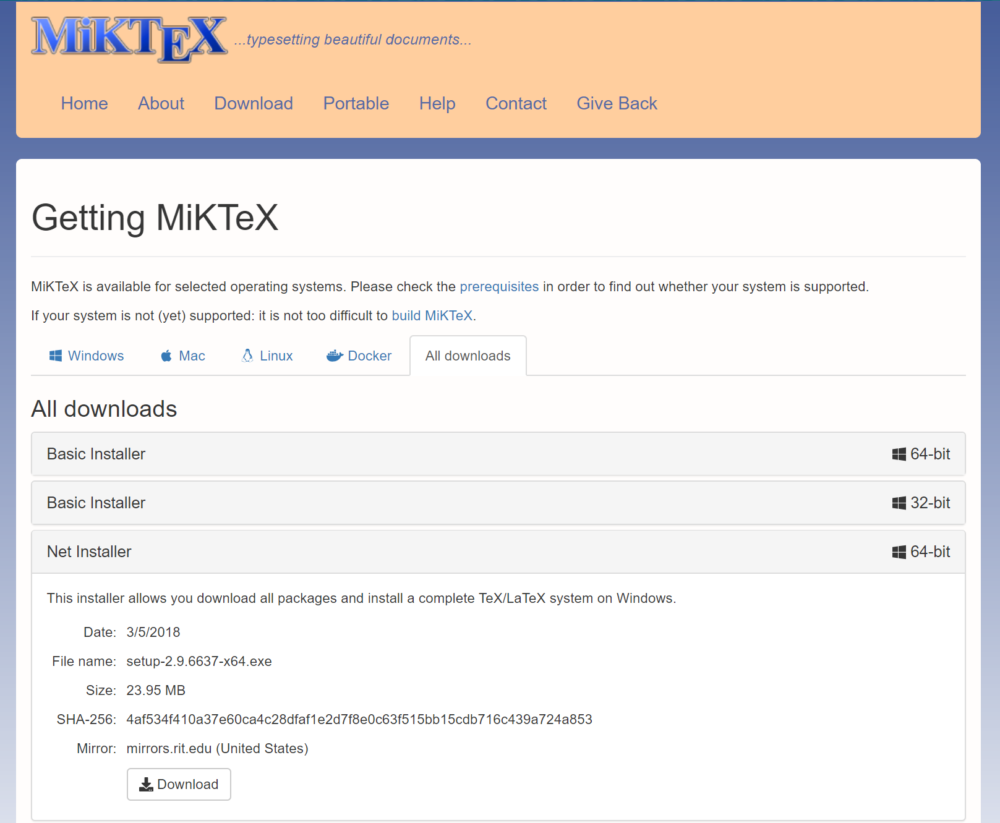 MiKTEX ...typesetting beautiful documents...
Home About Download Portable Help Contact Give Back
Getting MiKTeX
MiKTeX is available for selected operating systems. Please check the prerequisites in order to find out whether your system is supported.
If your system is not (yet) supported: it is not too difficult to build MiKTeX.
Windows Mac Linux Docker All downloads
All downloads
Basic Installer 64-bit
Basic Installer 32-bit
Net Installer 64-bit
This installer allows you download all packages and install a complete TeX/LaTeX system on Windows.
Date: 3/5/2018
File name: setup-2.9.6637-x64.exe
Size: 23.95 MB
SHA-256: 4af534f410a37e60ca4c28dfaf1e2d7f8e0c63f515bb15cdb716c439a724a853
Mirror: mirrors.rit.edu (United States)
Download